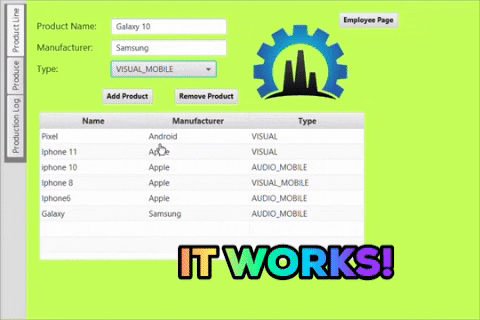 Product Line
Produce
Production Log
Product Name: Galaxy 10
Manufacturer: Samsung
Type: VISUAL_MOBILE
Employee Page
Add Product Remove Product
Name Manufacturer Type
Pixel Android VISUAL
Iphone 11 VISUAL
iphone 10 Apple AUDIO_MOBILE
Iphone 8 Apple VISUAL_MOBILE
Iphone6 Apple AUDIO_MOBILE
Galaxy Samsung AUDIO_MOBILE
IT WORKS!